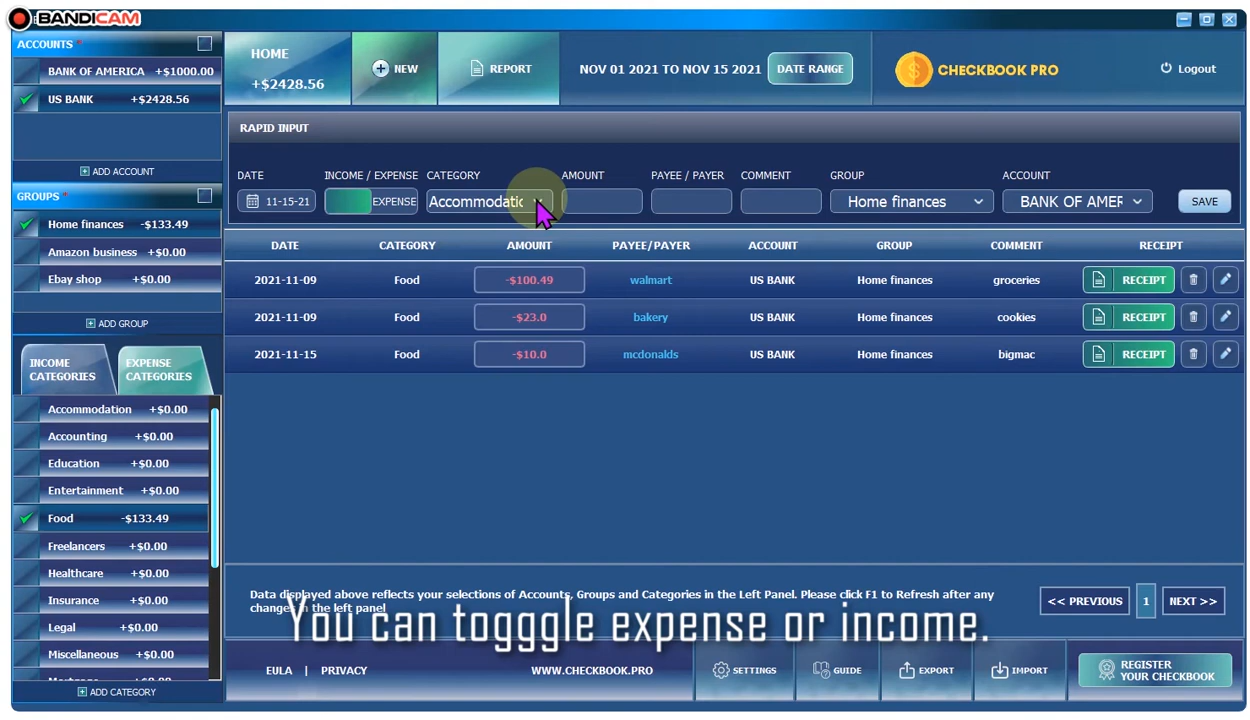 BANDICAM
ACCOUNTS *
BANK OF AMERICA +$1000.00
US BANK +$2428.56
ADD ACCOUNT
GROUPS *
Home finances -$133.49
Amazon business +$0.00
Ebay shop +$0.00
ADD GROUP
INCOME CATEGORIES
EXPENSE CATEGORIES
Accommodation +$0.00
Accounting +$0.00
Education +$0.00
Entertainment +$0.00
Food -$133.49
Freelancers +$0.00
Healthcare +$0.00
Insurance +$0.00
Legal +$0.00
Miscellaneous +$0.00
ADD CATEGORY
HOME
+$2428.56
NEW
REPORT
NOV 01 2021 TO NOV 15 2021 DATE RANGE
CHECKBOOK PRO
Logout
RAPID INPUT
DATE INCOME / EXPENSE CATEGORY AMOUNT PAYEE / PAYER COMMENT GROUP ACCOUNT
11-15-21 EXPENSE Accommodatic Home finances BANK OF AMEF SAVE
DATE CATEGORY AMOUNT PAYEE/PAYER ACCOUNT GROUP COMMENT RECEIPT
2021-11-09 Food -$100.49 walmart US BANK Home finances groceries RECEIPT
2021-11-09 Food -$23.0 bakery US BANK Home finances cookies RECEIPT
2021-11-15 Food -$10.0 mcdonalds US BANK Home finances bigmac RECEIPT
Data displayed above reflects your selections of Accounts, Groups and Categories in the Left Panel. Please click F1 to Refresh after any
changes in the left panel
<< PREVIOUS 1 NEXT >>
You can togggle expense or income.
EULA | PRIVACY WWW.CHECKBOOK.PRO SETTINGS GUIDE EXPORT IMPORT
REGISTER
YOUR CHECKBOOK